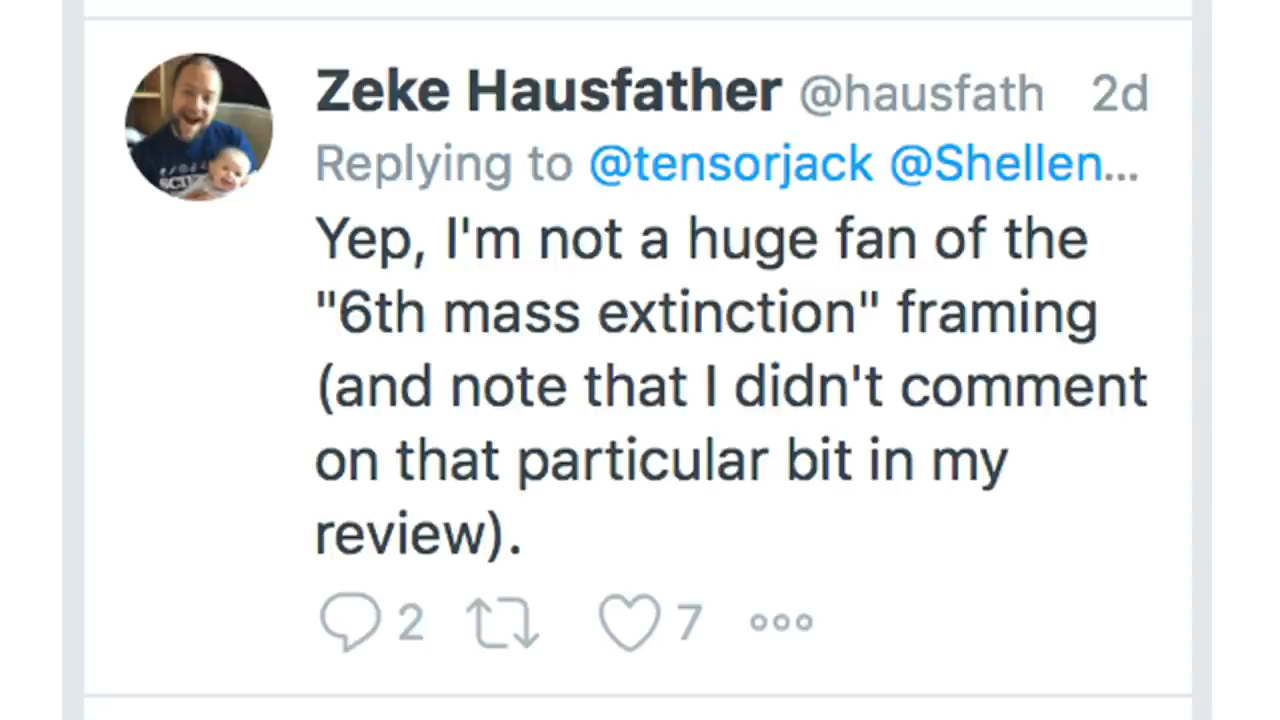 Zeke Hausfather @hausfath 2d
Replying to @tensorjack @Shellen...
Yep, I'm not a huge fan of the
"6th mass extinction" framing
(and note that I didn't comment
on that particular bit in my
review).
2 7